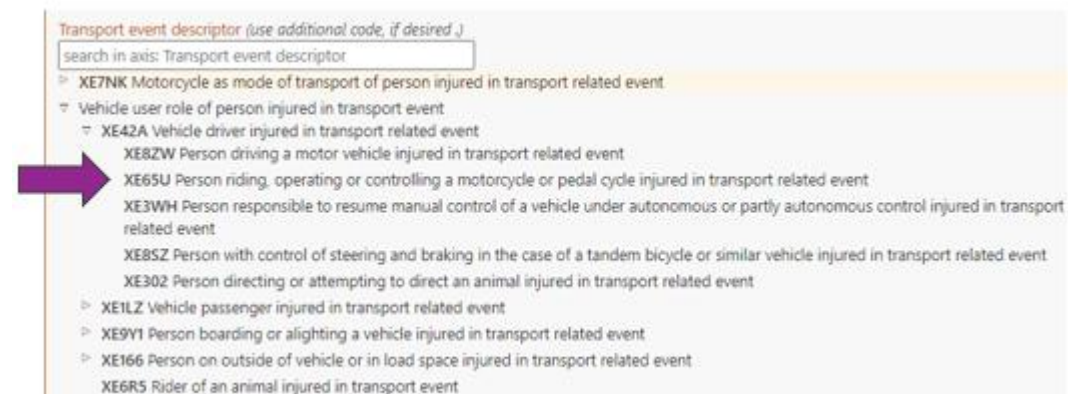 Transport event descriptor (use additional code, if desired .)
search in axis: Transport event descriptor
XE7NK Motorcycle as mode of transport of person injured in transport related event
Vehicle user role of person injured in transport event
XE42A Vehicle driver injured in transport related event
XE8ZW Person driving a motor vehicle injured in transport related event
XE65U Person riding, operating or controlling a motorcycle or pedal cycle injured in transport related event
XE3WH Person responsible to resume manual control of a vehicle under autonomous or partly autonomous control injured in transport
related event
XE8SZ Person with control of steering and braking in the case of a tandem bicycle or similar vehicle injured in transport related event
XE302 Person directing or attempting to direct an animal injured in transport related event
XE1LZ Vehicle passenger injured in transport related event
XE9Y1 Person boarding or alighting a vehicle injured in transport related event
XE166 Person on outside of vehicle or in load space injured in transport related event
XE6R5 Rider of an animal injured in transport event